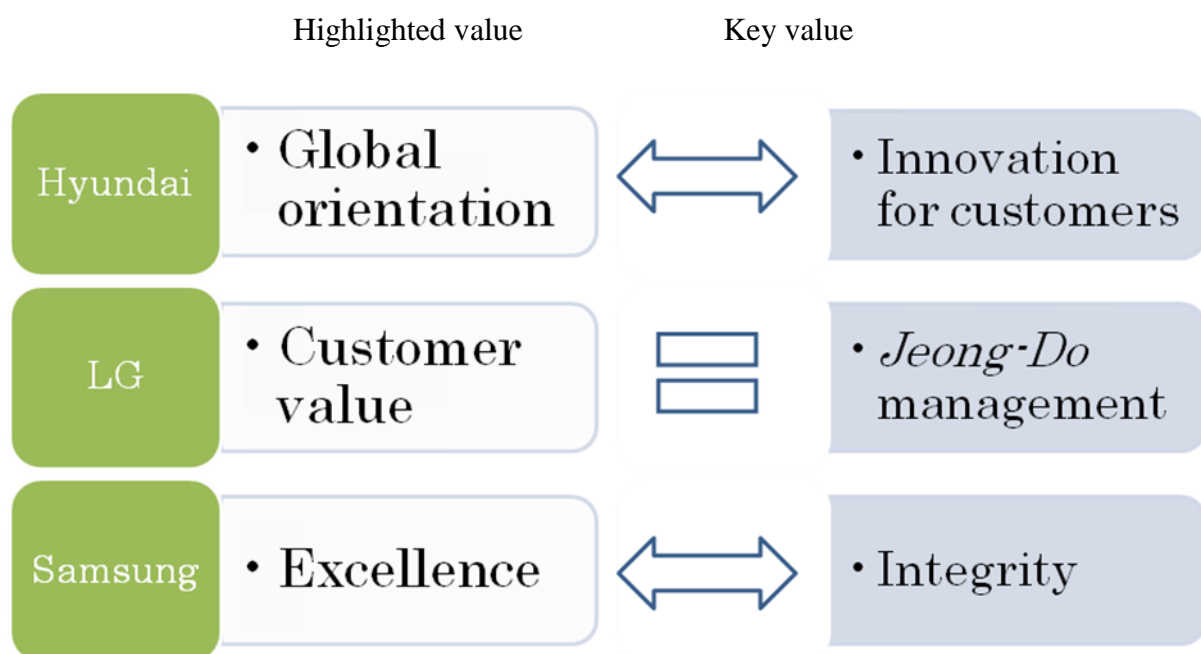 Highlighted value Key value
Hyundai
• Global
orientation
• Innovation
for customers
LG
• Customer
value
• Jeong-Do
management
Samsung
• Excellence
• Integrity